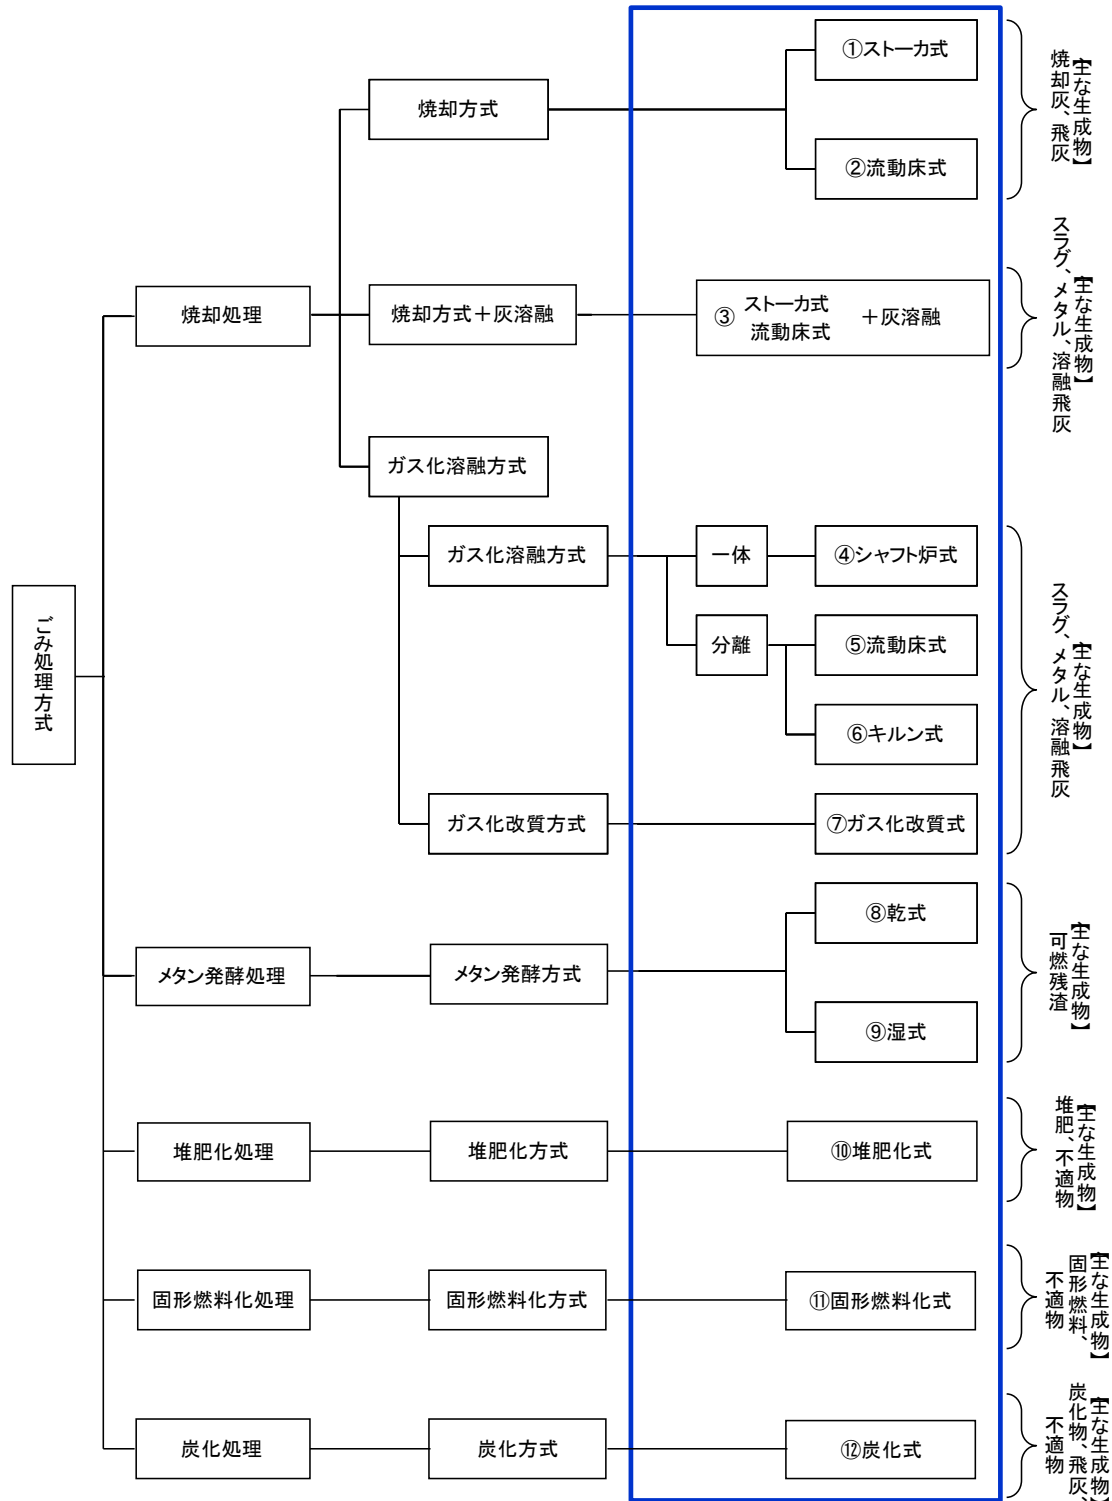 ごみ処理方式
焼却処理
焼却方式
①ストーカ式
②流動床式
【主な生成物】
焼却灰、飛灰
焼却方式＋灰溶融
③
ストーカ式
流動床式
＋灰溶融
【主な生成物】
スラグ、メタル、溶融飛灰
ガス化溶融方式
ガス化溶融方式
一体
④シャフト炉式
分離
⑤流動床式
⑥キルン式
ガス化改質方式
⑦ガス化改質式
【主な生成物】
スラグ、メタル、溶融飛灰
メタン発酵処理
メタン発酵方式
⑧乾式
⑨湿式
【主な生成物】
可燃残渣
堆肥化処理
堆肥化方式
⑩堆肥化式
【主な生成物】
堆肥、不適物
固形燃料化処理
固形燃料化方式
⑪固形燃料化式
【主な生成物】
固形燃料、
不適物
炭化処理
炭化方式
⑫炭化式
【主な生成物】
炭化物、飛灰、
不適物